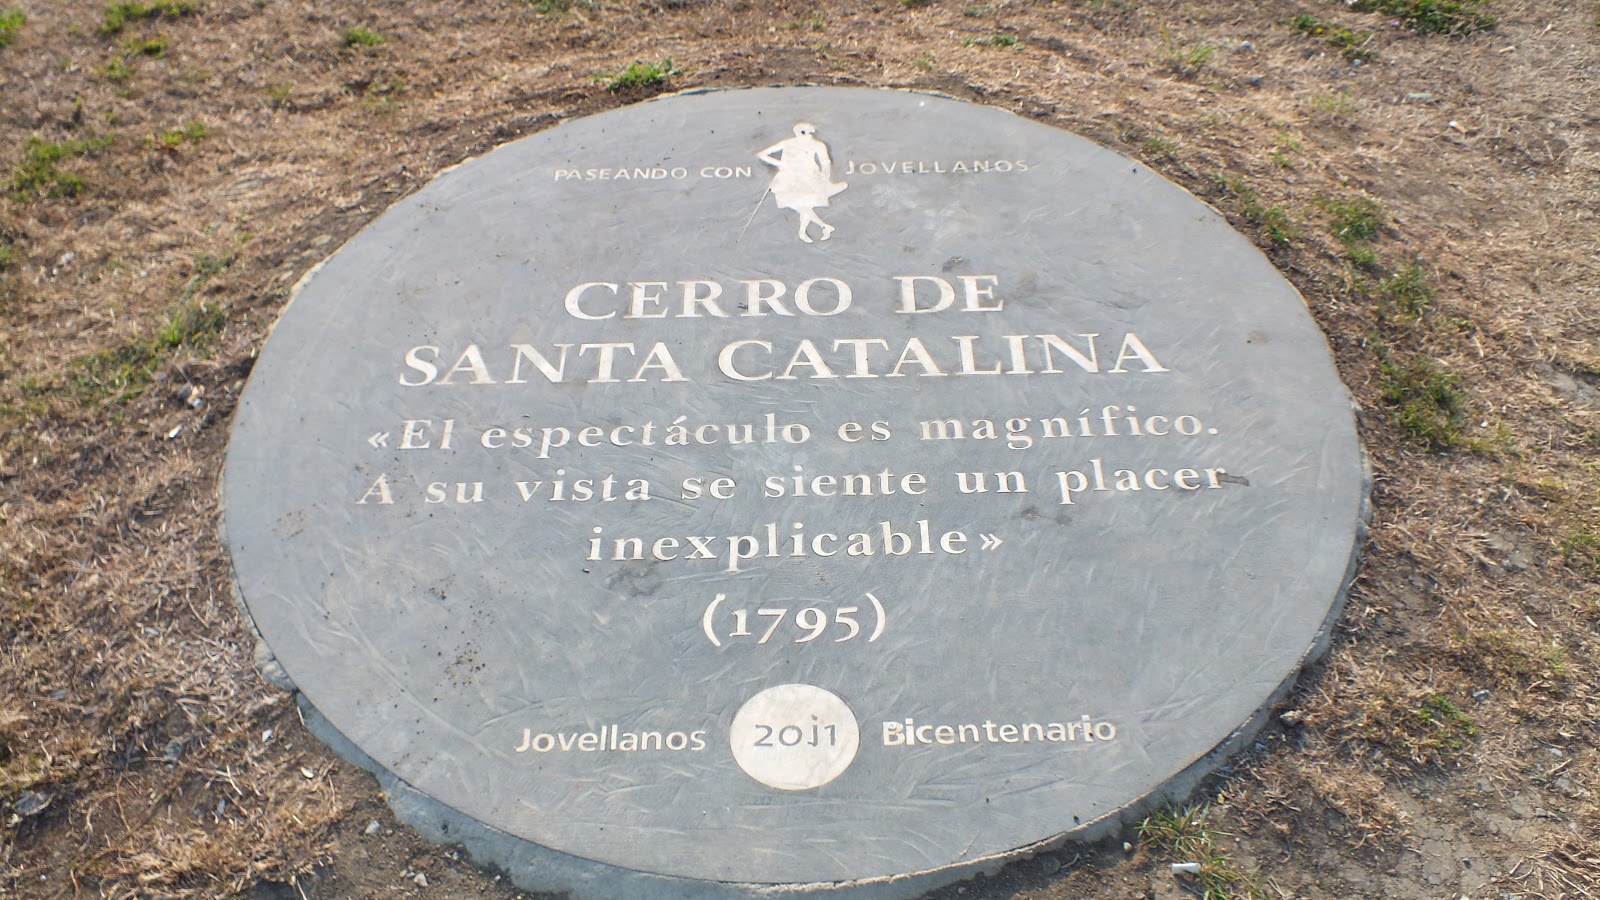 PASEANDO CON JOVELLANOS
CERRO DE
SANTA CATALINA
«El espectáculo es magnífico.
A su vista se siente un placer
inexplicable»
(1795)
Jovellanos 20j1 Bicentenario